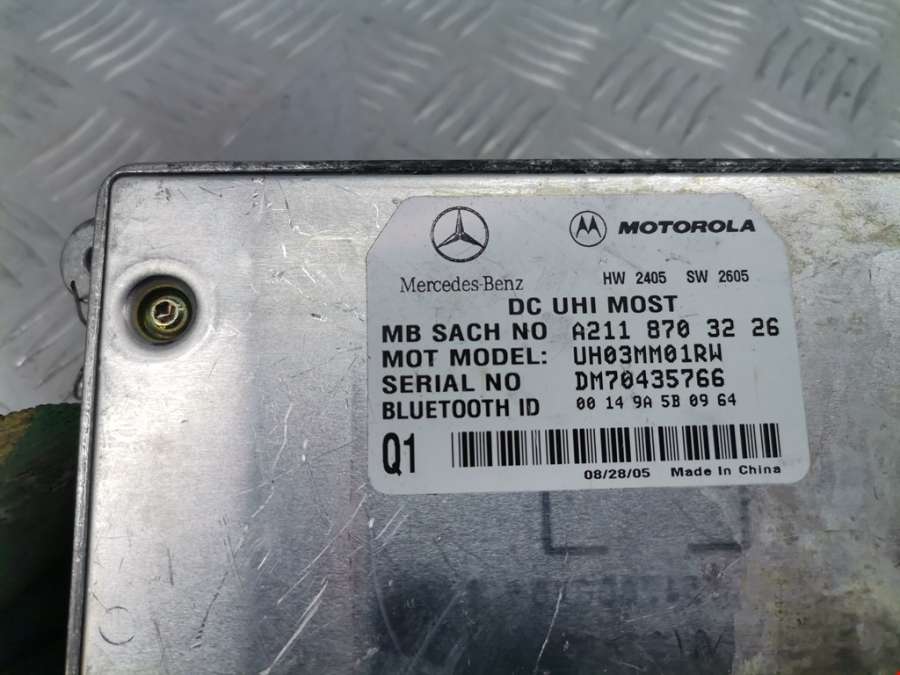 MOTOROLA
Mercedes-Benz
HW 2405 SW 2605
DC UHI MOST
MB SACH NO A211 870 32 26
MOT MODEL: UH03MM01RW
SERIAL NO DM70435766
BLUETOOTH ID 00 14 9A 5B 09 64
Q1
08/28/05 Made In China